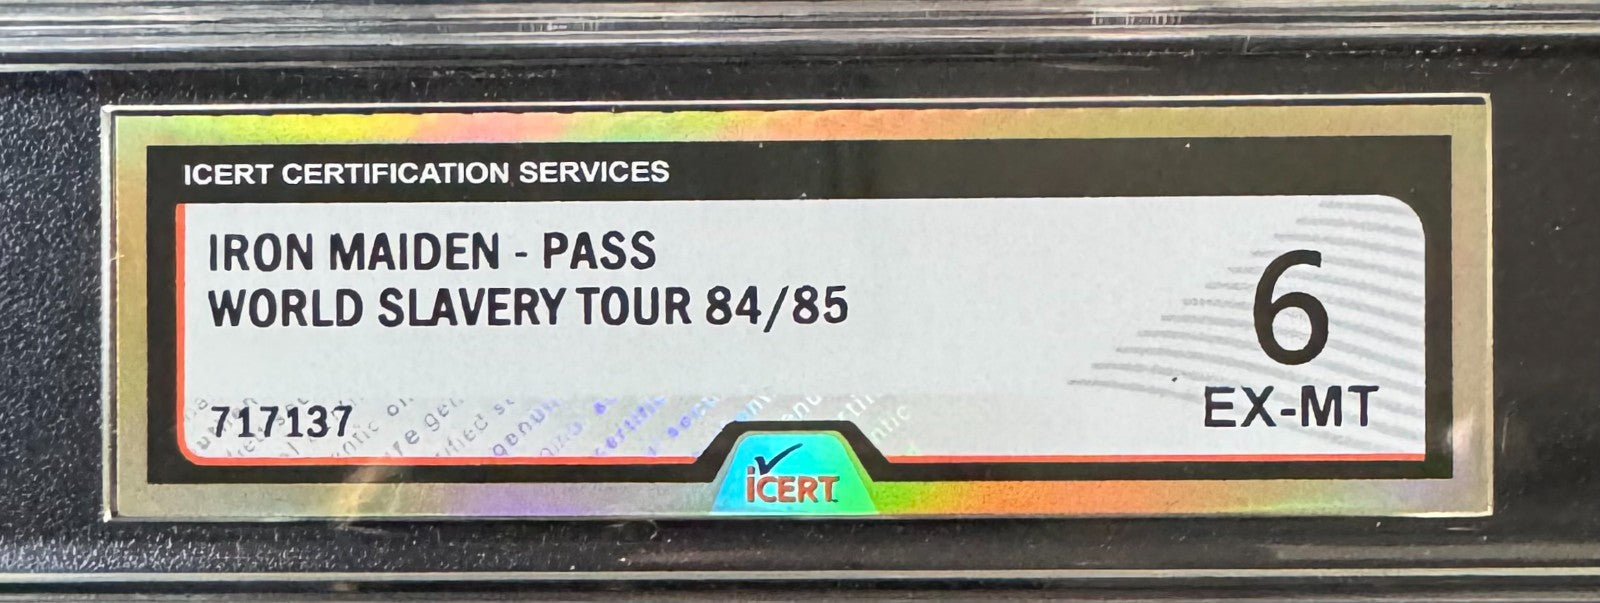 ICERT CERTIFICATION SERVICES
IRON MAIDEN - PASS
WORLD SLAVERY TOUR 84/85
6
EX-MT
717137
iCERT